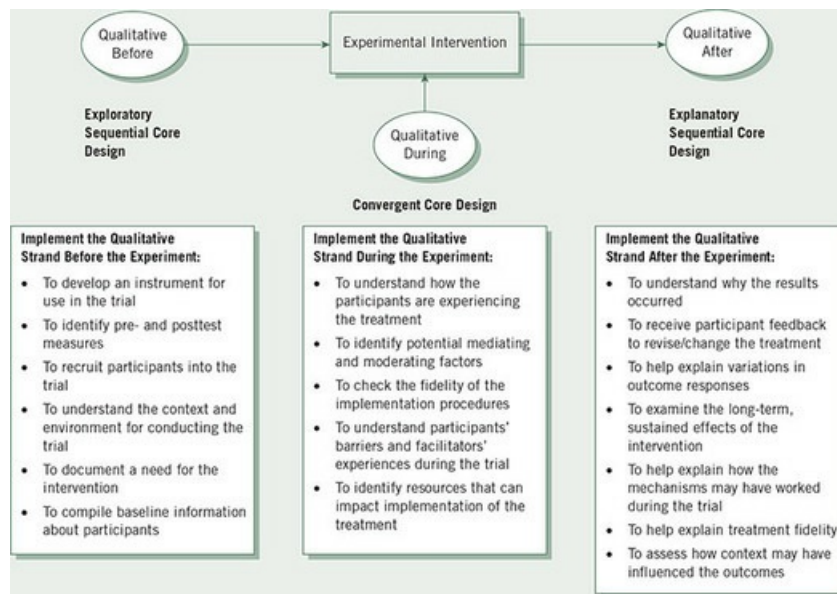 Qualitative
Before
Experimental Intervention
Qualitative
After
Exploratory
Sequential Core
Design
Qualitative
During
Explanatory
Sequential Core
Design
Convergent Core Design
Implement the Qualitative
Strand Before the Experiment:
• To develop an instrument for
use in the trial
• To identify pre- and posttest
measures
• To recruit participants into the
trial
• To understand the context and
environment for conducting the
trial
• To document a need for the
intervention
• To compile baseline information
about participants
Implement the Qualitative
Strand During the Experiment:
• To understand how the
participants are experiencing
the treatment
• To identify potential mediating
and moderating factors
• To check the fidelity of the
implementation procedures
• To understand participants'
barriers and facilitators'
experiences during the trial
• To identify resources that can
impact implementation of the
treatment
Implement the Qualitative
Strand After the Experiment:
• To understand why the results
occurred
• To receive participant feedback
to revise/change the treatment
• To help explain variations in
outcome responses
• To examine the long-term,
sustained effects of the
intervention
• To help explain how the
mechanisms may have worked
during the trial
• To help explain treatment fidelity
• To assess how context may have
influenced the outcomes